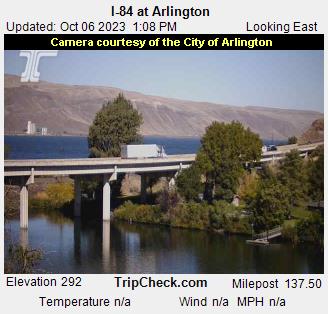 I-84 at Arlington
Updated: Oct 06 2023 1:08 PM Looking East
Camera courtesy of the City of Arlington
Elevation 292 TripCheck.com Milepost 137.50
Temperature n/a Wind n/a MPH n/a